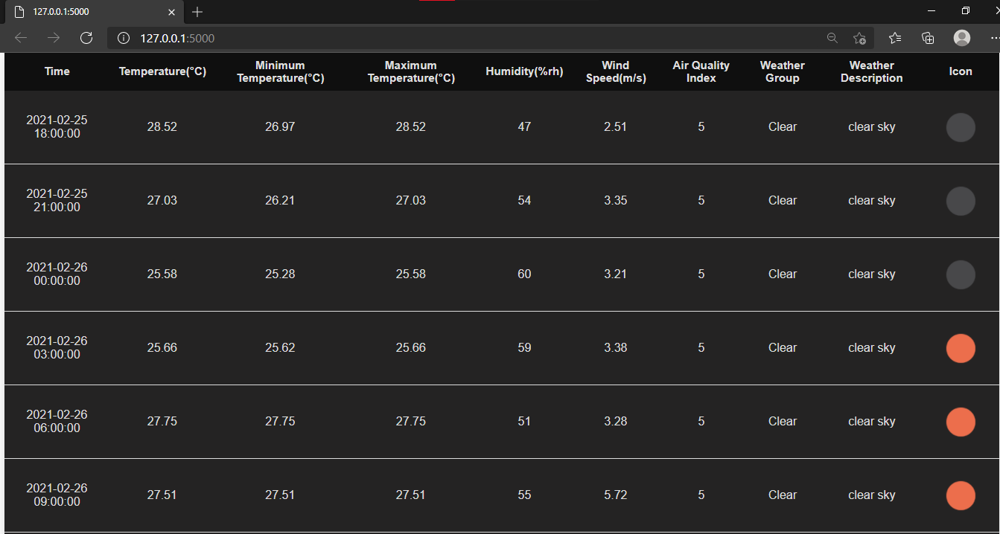 127.0.0.1:5000
127.0.0.1:5000
Time Temperature(°C) Minimum Temperature(°C) Maximum Temperature(°C) Humidity(%rh) Wind Speed(m/s) Air Quality Index Weather Group Weather Description Icon
2021-02-25 18:00:00 28.52 26.97 28.52 47 2.51 5 Clear clear sky
2021-02-25 21:00:00 27.03 26.21 27.03 54 3.35 5 Clear clear sky
2021-02-26 00:00:00 25.58 25.28 25.58 60 3.21 5 Clear clear sky
2021-02-26 03:00:00 25.66 25.62 25.66 59 3.38 5 Clear clear sky
2021-02-26 06:00:00 27.75 27.75 27.75 51 3.28 5 Clear clear sky
2021-02-26 09:00:00 27.51 27.51 27.51 55 5.72 5 Clear clear sky